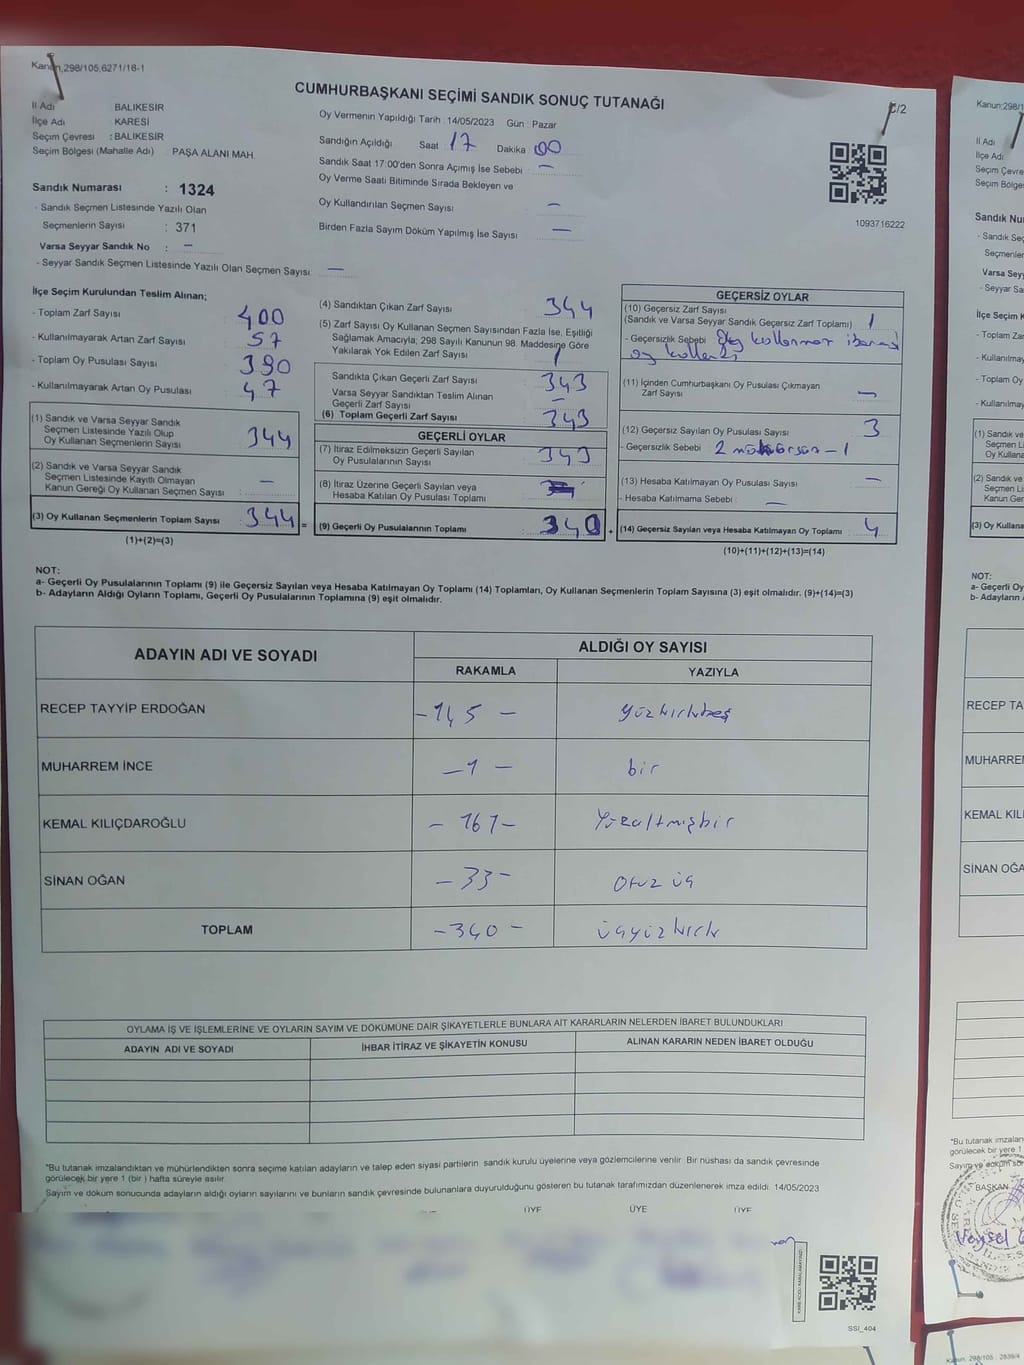 Kanun,298/105,6271/16-1
CUMHURBAŞKANI SEÇİMİ SANDIK SONUÇ TUTANAĞI
C/2
İl Adı BALIKESİR
İlçe Adı KARESİ
Seçim Çevresi : BALIKESİR
Seçim Bölgesi (Mahalle Adı) PAŞA ALANI MAH.
Oy Vermenin Yapıldığı Tarih : 14/05/2023 Gün : Pazar
Sandığın Açıldığı Saat 17 Dakika 00
Sandık Saat 17:00'den Sonra Açımış İse Sebebi : —
Oy Verme Saati Bitiminde Sırada Bekleyen ve
Oy Kullandırılan Seçmen Sayısı —
Birden Fazla Sayım Döküm Yapılmış İse Sayısı —
1093716222
Sandık Numarası : 1324
- Sandık Seçmen Listesinde Yazılı Olan
Seçmenlerin Sayısı : 371
Varsa Seyyar Sandık No : —
- Seyyar Sandık Seçmen Listesinde Yazılı Olan Seçmen Sayısı: —
İlçe Seçim Kurulundan Teslim Alınan;
- Toplam Zarf Sayısı 400
- Kullanılmayarak Artan Zarf Sayısı 57
- Toplam Oy Pusulası Sayısı 390
- Kullanılmayarak Artan Oy Pusulası 47
(1) Sandık ve Varsa Seyyar Sandık
Seçmen Listesinde Yazılı Olup
Oy Kullanan Seçmenlerin Sayısı 344
(2) Sandık ve Varsa Seyyar Sandık
Seçmen Listesinde Kayıtlı Olmayan
Kanun Gereği Oy Kullanan Seçmen Sayısı : —
(3) Oy Kullanan Seçmenlerin Toplam Sayısı 344 =
(1)+(2)=(3)
(4) Sandıktan Çıkan Zarf Sayısı 344
(5) Zarf Sayısı Oy Kullanan Seçmen Sayısından Fazla İse, Eşitliği
Sağlamak Amacıyla; 298 Sayılı Kanunun 98. Maddesine Göre
Yakılarak Yok Edilen Zarf Sayısı 1
Sandıkta Çıkan Geçerli Zarf Sayısı 343
Varsa Seyyar Sandıktan Teslim Alınan
Geçerli Zarf Sayısı —
(6) Toplam Geçerli Zarf Sayısı 343
GEÇERLİ OYLAR
(7) İtiraz Edilmeksizin Geçerli Sayılan
Oy Pusulalarının Sayısı 343
(8) İtiraz Üzerine Geçerli Sayılan veya
Hesaba Katılan Oy Pusulası Toplamı
(9) Geçerli Oy Pusulalarının Toplamı 340 +
GEÇERSİZ OYLAR
(10) Geçersiz Zarf Sayısı
(Sandık ve Varsa Seyyar Sandık Geçersiz Zarf Toplamı) 1
- Geçersizlik Sebebi
oy
(11) İçinden Cumhurbaşkanı Oy Pusulası Çıkmayan
Zarf Sayısı —
(12) Geçersiz Sayılan Oy Pusulası Sayısı 3
- Geçersizlik Sebebi 2
(13) Hesaba Katılmayan Oy Pusulası Sayısı —
- Hesaba Katılmama Sebebi : —
(14) Geçersiz Sayılan veya Hesaba Katılmayan Oy Toplamı 4
(10)+(11)+(12)+(13)=(14)
NOT:
a- Geçerli Oy Pusulalarının Toplamı (9) ile Geçersiz Sayılan veya Hesaba Katılmayan Oy Toplamı (14) Toplamları, Oy Kullanan Seçmenlerin Toplam Sayısına (3) eşit olmalıdır. (9)+(14)=(3)
b- Adayların Aldığı Oyların Toplamı, Geçerli Oy Pusulalarının Toplamına (9) eşit olmalıdır.
ADAYIN ADI VE SOYADI ALDIĞI OY SAYISI
RAKAMLA YAZIYLA
RECEP TAYYİP ERDOĞAN -145- yüzkırkbeş
MUHARREM İNCE -1- bir
KEMAL KILIÇDAROĞLU -161- Yüzaltmışbir
SİNAN OĞAN -33- otuz üç
TOPLAM -340- üçyüzkırk
OYLAMA İŞ VE İŞLEMLERİNE VE OYLARIN SAYIM VE DÖKÜMÜNE DAİR ŞİKAYETLERLE BUNLARA AİT KARARLARIN NELERDEN İBARET BULUNDUKLARI
ADAYIN ADI VE SOYADI İHBAR İTİRAZ VE ŞİKAYETİN KONUSU ALINAN KARARIN NEDEN İBARET OLDUĞU
*Bu tutanak imzalandıktan ve mühürlendikten sonra seçime katılan adayların ve talep eden siyasi partilerin sandık kurulu üyelerine veya gözlemcilerine verilir. Bir nüshası da sandık çevresinde
görülecek bir yere 1 (bir ) hafta süreyle asılır.
Sayım ve döküm sonucunda adayların aldığı oyların sayılarını ve bunların sandık çevresinde bulunanlara duyurulduğunu gösteren bu tutanak tarafımızdan düzenlenerek imza edildi. 14/05/2023
ÜYE ÜYE ÜYE
SSI_404
Kanun:298/1
İl Adı
İlçe Adı
Seçim Çevre
Seçim Bölges
Sandık Nu
- Sandık Seç
Seçmenler
Varsa Seyy
- Seyyar San
İlçe Seçim K
- Toplam Za
- Kullanılma
- Toplam Oy
- Kullanılma
(1) Sandık ve
Seçmen Li
Oy Kullana
(2) Sandık ve
Seçmen L
Kanun Ge
(3) Oy Kullana
NOT:
a- Geçerli Oy
b- Adayların A
RECEP TA
MUHARREM
KEMAL KIL
SİNAN OĞA
*Bu tutanak imzalan
görülecek bir yere 1
Sayım ve döküm son
BAŞKAN
Veysel
Kanun: 298/105 , 2839/4